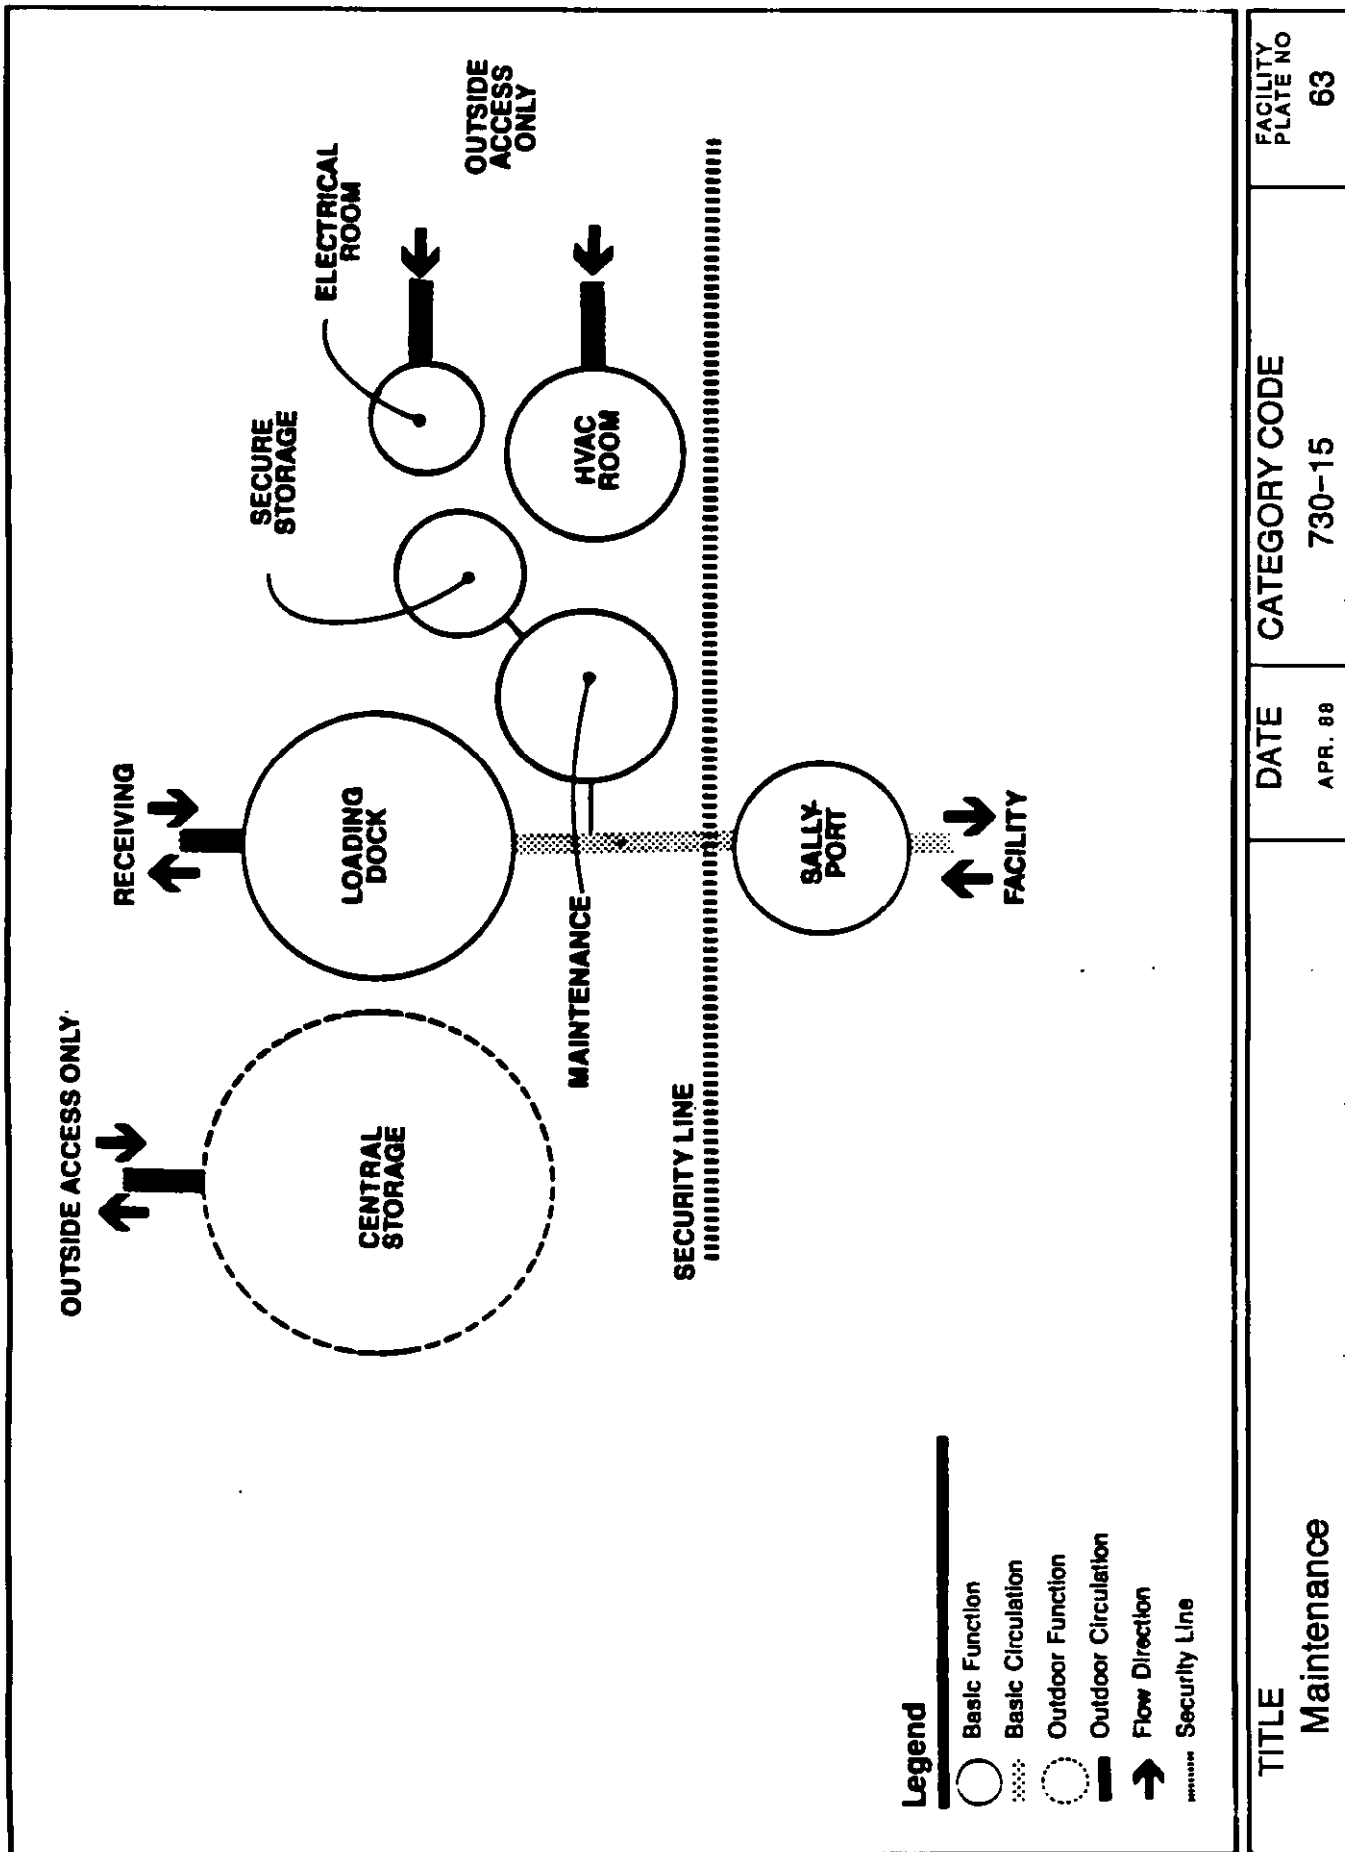 OUTSIDE ACCESS ONLY
RECEIVING
SECURE
STORAGE
ELECTRICAL
ROOM
OUTSIDE
ACCESS
ONLY
CENTRAL
STORAGE
LOADING
DOCK
HVAC
ROOM
MAINTENANCE
SECURITY LINE
SALLY-
PORT
FACILITY
Legend
Basic Function
Basic Circulation
Outdoor Function
Outdoor Circulation
Flow Direction
Security Line
TITLE
Maintenance
DATE
APR. 88
CATEGORY CODE
730-15
FACILITY
PLATE NO
63